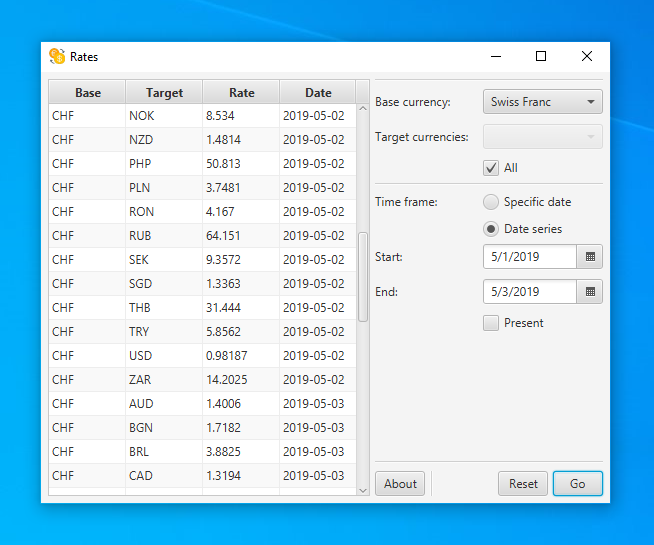 Rates
Base Target Rate Date
CHF NOK 8.534 2019-05-02
CHF NZD 1.4814 2019-05-02
CHF PHP 50.813 2019-05-02
CHF PLN 3.7481 2019-05-02
CHF RON 4.167 2019-05-02
CHF RUB 64.151 2019-05-02
CHF SEK 9.3572 2019-05-02
CHF SGD 1.3363 2019-05-02
CHF THB 31.444 2019-05-02
CHF TRY 5.8562 2019-05-02
CHF USD 0.98187 2019-05-02
CHF ZAR 14.2025 2019-05-02
CHF AUD 1.4006 2019-05-03
CHF BGN 1.7182 2019-05-03
CHF BRL 3.8825 2019-05-03
CHF CAD 1.3194 2019-05-03
Base currency: Swiss Franc
Target currencies:
All
Time frame: Specific date
Date series
Start: 5/1/2019
End: 5/3/2019
Present
About Reset Go